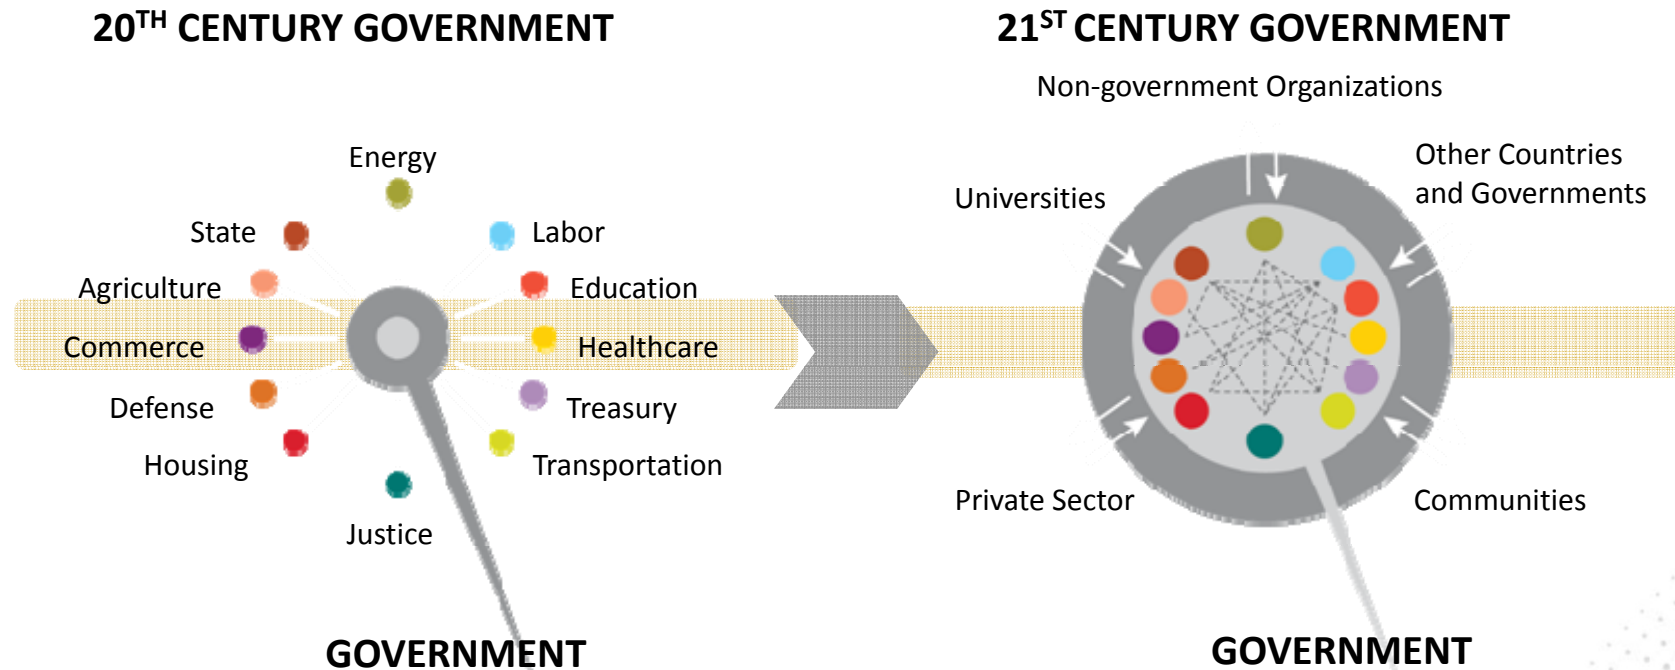 20TH CENTURY GOVERNMENT
Energy
State
Labor
Agriculture
Education
Commerce
Healthcare
Defense
Treasury
Housing
Transportation
Justice
GOVERNMENT
21ST CENTURY GOVERNMENT
Non-government Organizations
Other Countries
and Governments
Universities
Private Sector
Communities
GOVERNMENT